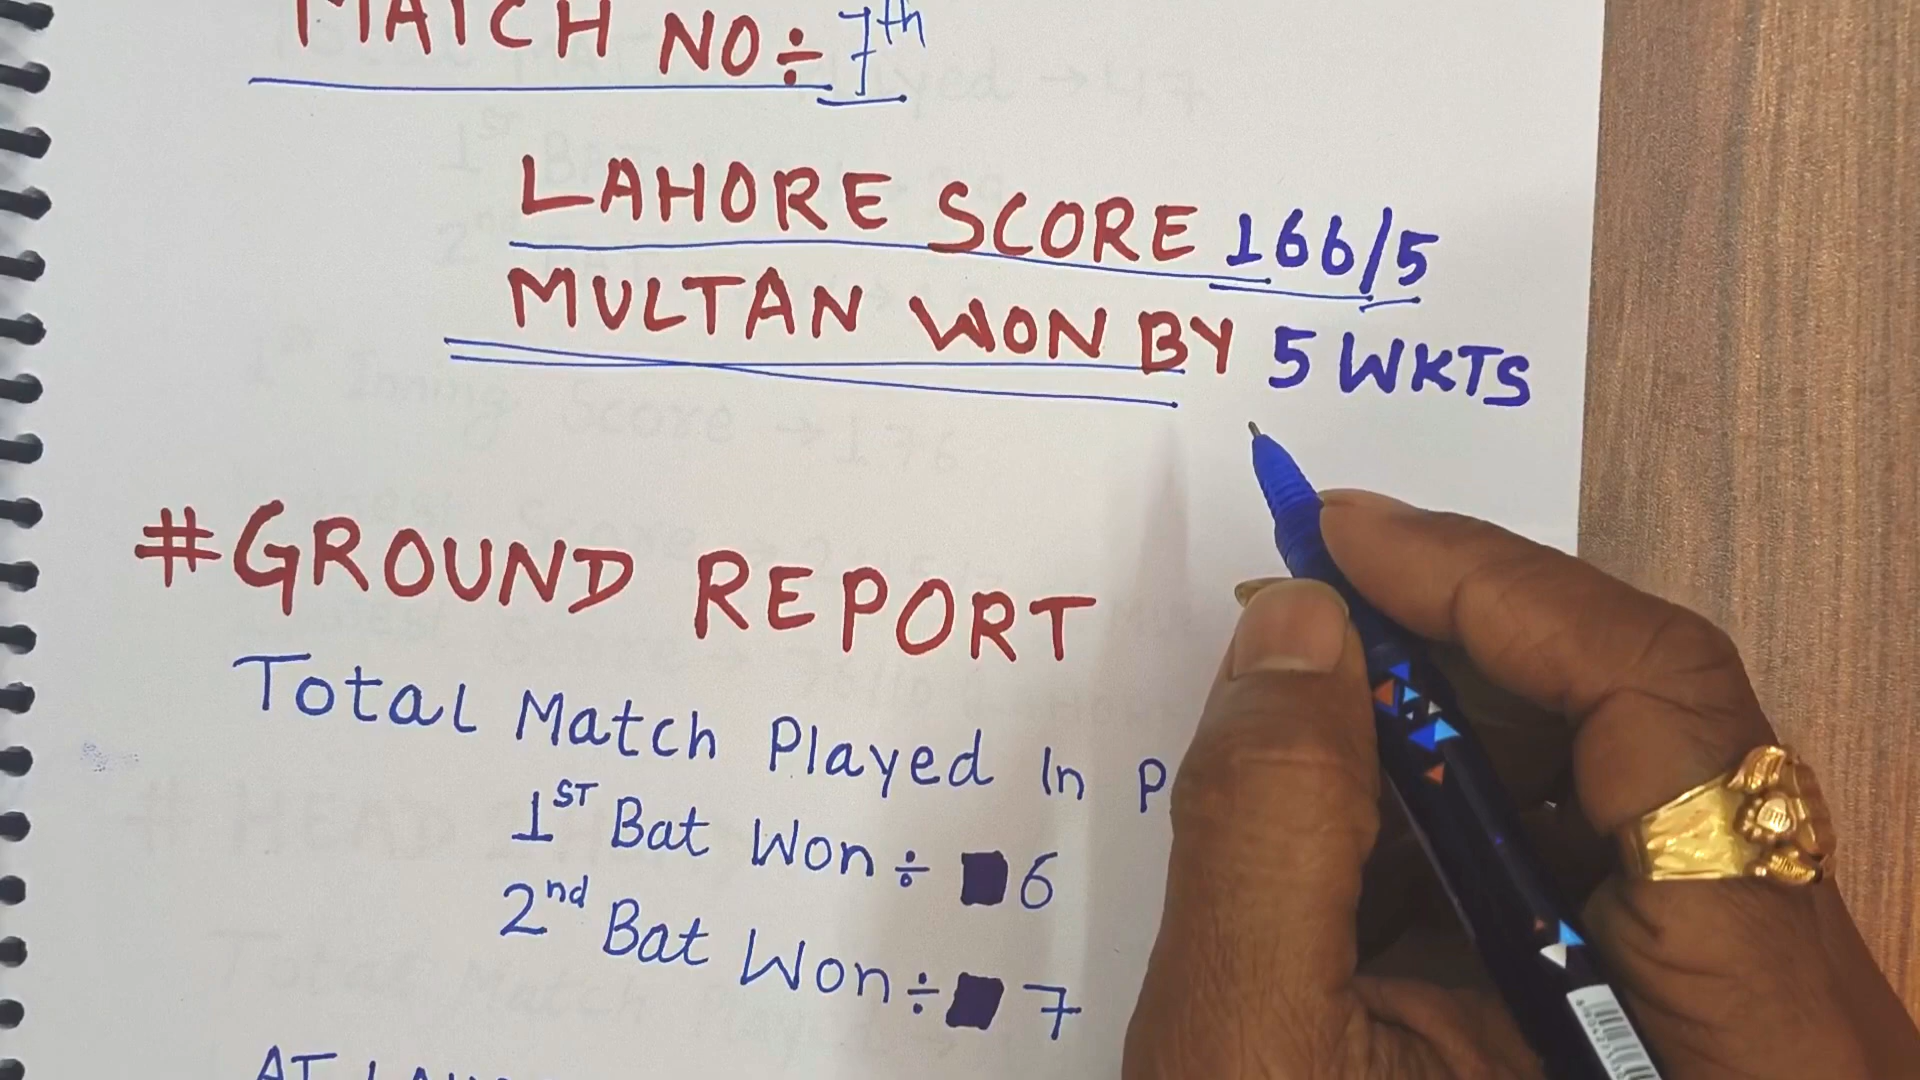 MATCH NO÷ 7th
LAHORE SCORE 166/5
MULTAN WON BY 5 WKTS
#GROUND REPORT
Total Match Played In P
1ST Bat Won÷ 6
2nd Bat Won÷ 7
AT